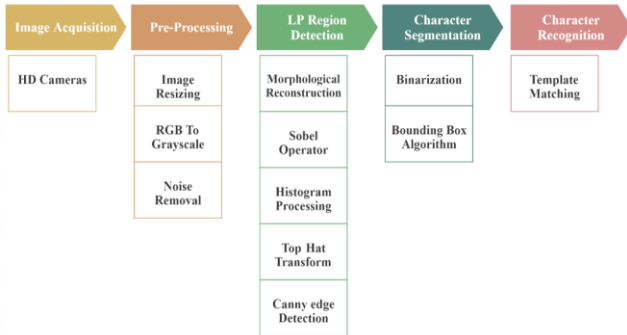 Image Acquisition
Pre-Processing
LP Region
Detection
Character
Segmentation
Character
Recognition
HD Cameras
Image
Resizing
RGB To
Grayscale
Noise
Removal
Morphological
Reconstruction
Sobel
Operator
Histogram
Processing
Top Hat
Transform
Canny edge
Detection
Binarization
Bounding Box
Algorithm
Template
Matching